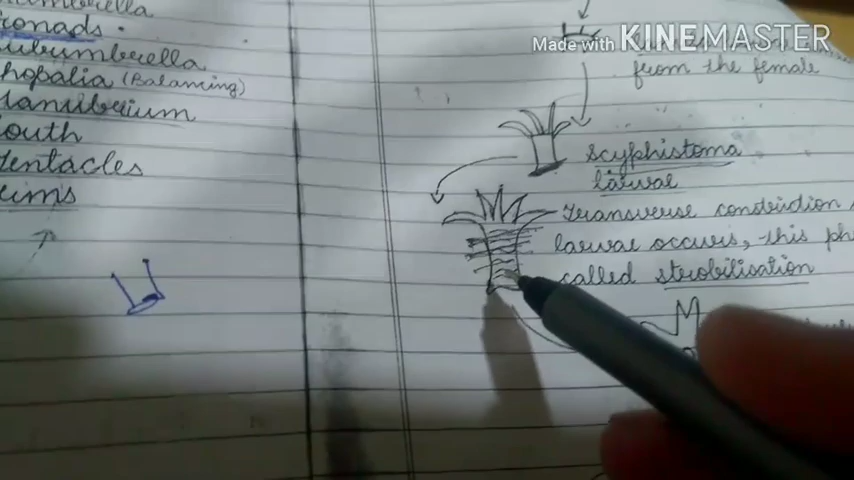 Gonads.
Subumbrella
Rhopalia (Balancing)
Manubrium
Mouth
Tentacles
Made with KINEMASTER
from the female
Scyphistoma
larvae
Transverse constriction
larvae occurs, this ph
called strobilisation